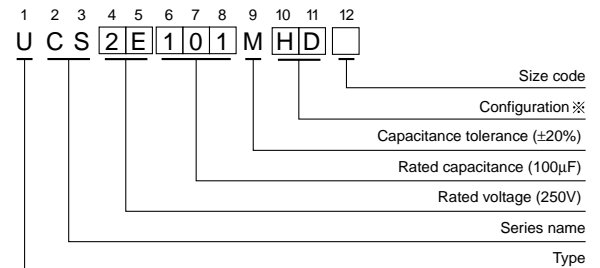 1 2 3 4 5 6 7 8 9 10 11 12
U C S 2 E 1 0 1 M H D
Size code
Configuration ※
Capacitance tolerance (±20%)
Rated capacitance (100µF)
Rated voltage (250V)
Series name
Type